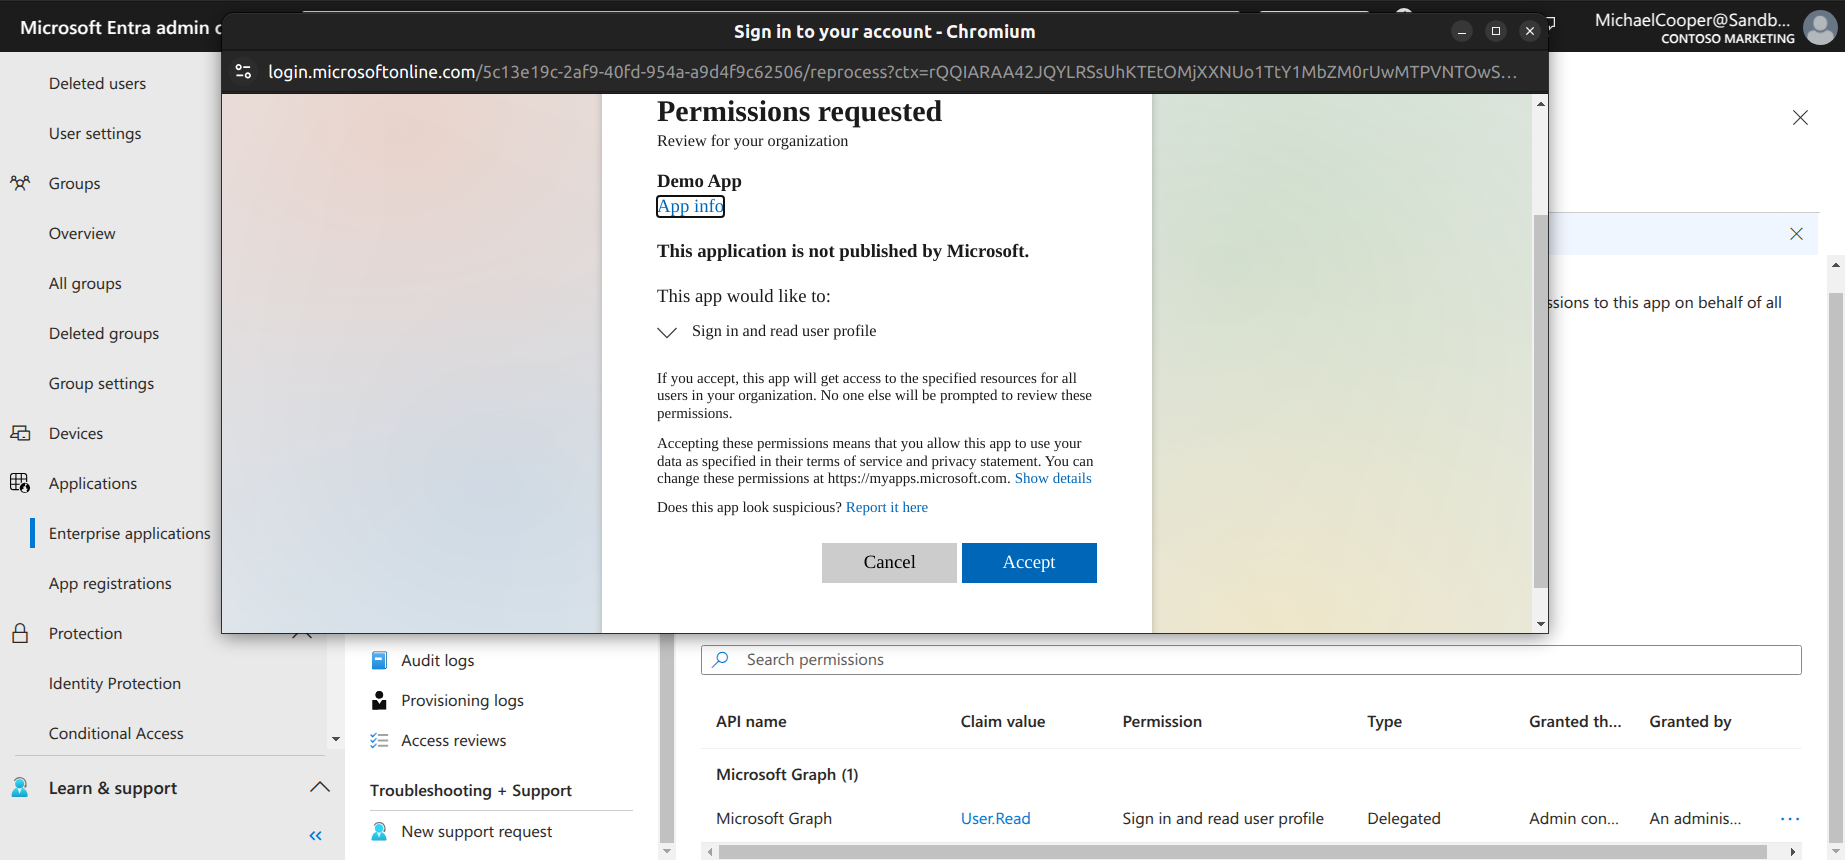 Microsoft Entra admin c
MichaelCooper@Sandb...
CONTOSO MARKETING
Sign in to your account - Chromium
login.microsoftonline.com/5c13e19c-2af9-40fd-954a-a9d4f9c62506/reprocess?ctx=rQQIARAA42JQYLRSsUhKTEtOMjXXNUo1TtY1MbZM0rUwMTPVNTOwS...
Deleted users
User settings
Groups
Overview
All groups
Deleted groups
Group settings
Devices
Applications
Enterprise applications
App registrations
Protection
Identity Protection
Conditional Access
Learn & support
Permissions requested
Review for your organization
Demo App
App info
This application is not published by Microsoft.
This app would like to:
Sign in and read user profile
If you accept, this app will get access to the specified resources for all
users in your organization. No one else will be prompted to review these
permissions.
Accepting these permissions means that you allow this app to use your
data as specified in their terms of service and privacy statement. You can
change these permissions at https://myapps.microsoft.com. Show details
Does this app look suspicious? Report it here
Cancel
Accept
ssions to this app on behalf of all
Audit logs
Provisioning logs
Access reviews
Troubleshooting + Support
New support request
Search permissions
API name Claim value Permission Type Granted th... Granted by
Microsoft Graph (1)
Microsoft Graph User.Read Sign in and read user profile Delegated Admin con... An adminis...